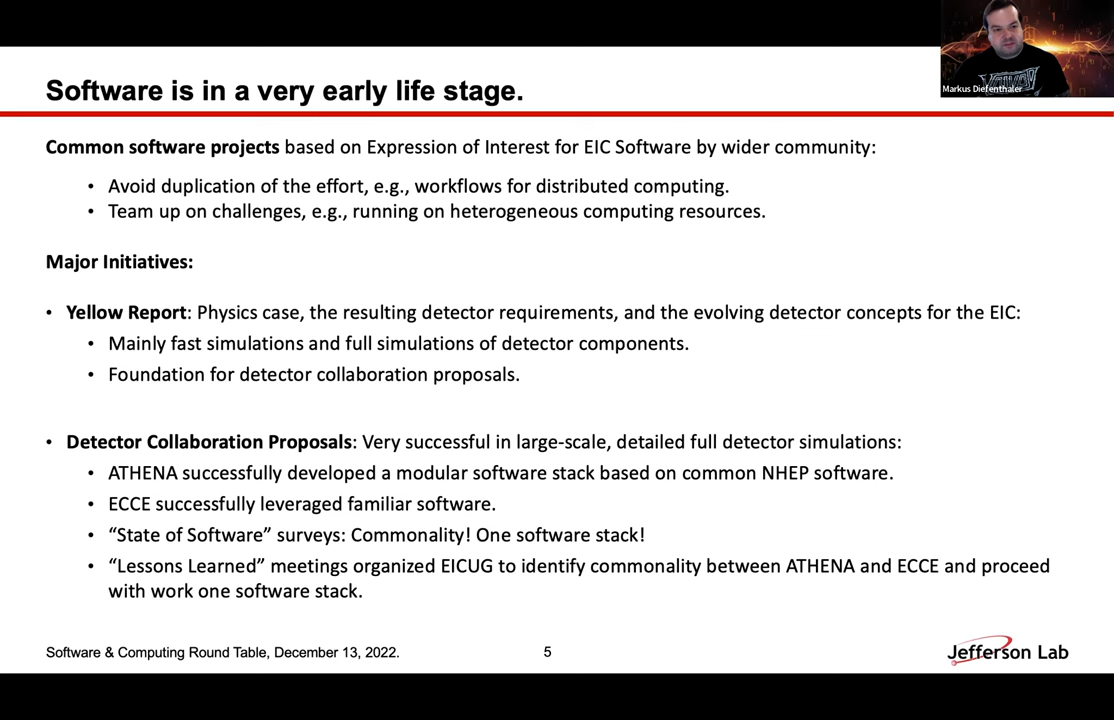 Markus Diefenthaler
Software is in a very early life stage.
Common software projects based on Expression of Interest for EIC Software by wider community:
• Avoid duplication of the effort, e.g., workflows for distributed computing.
• Team up on challenges, e.g., running on heterogeneous computing resources.
Major Initiatives:
• Yellow Report: Physics case, the resulting detector requirements, and the evolving detector concepts for the EIC:
• Mainly fast simulations and full simulations of detector components.
• Foundation for detector collaboration proposals.
• Detector Collaboration Proposals: Very successful in large-scale, detailed full detector simulations:
• ATHENA successfully developed a modular software stack based on common NHEP software.
• ECCE successfully leveraged familiar software.
• “State of Software” surveys: Commonality! One software stack!
• “Lessons Learned” meetings organized EICUG to identify commonality between ATHENA and ECCE and proceed
with work one software stack.
Software & Computing Round Table, December 13, 2022.
5
Jefferson Lab